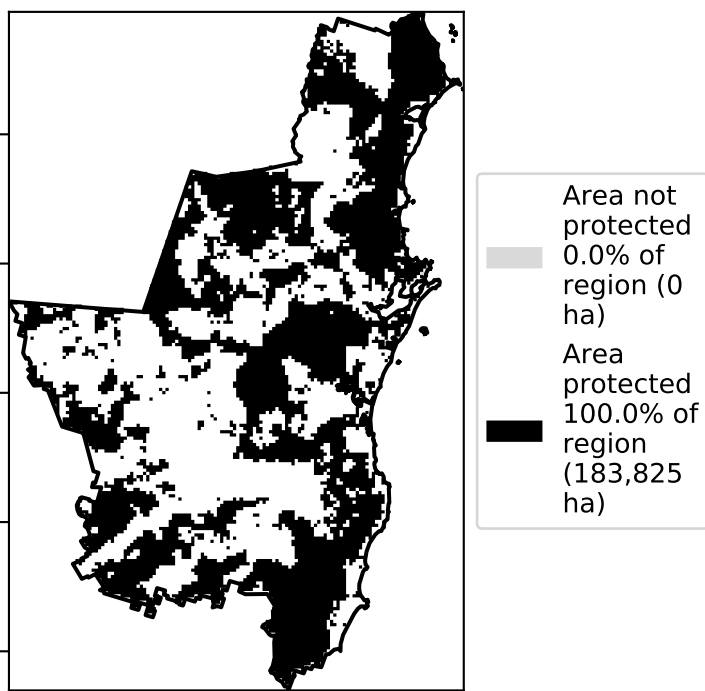 Area not
protected
0.0% of
region (0
ha)
Area
protected
100.0% of
region
(183,825
ha)